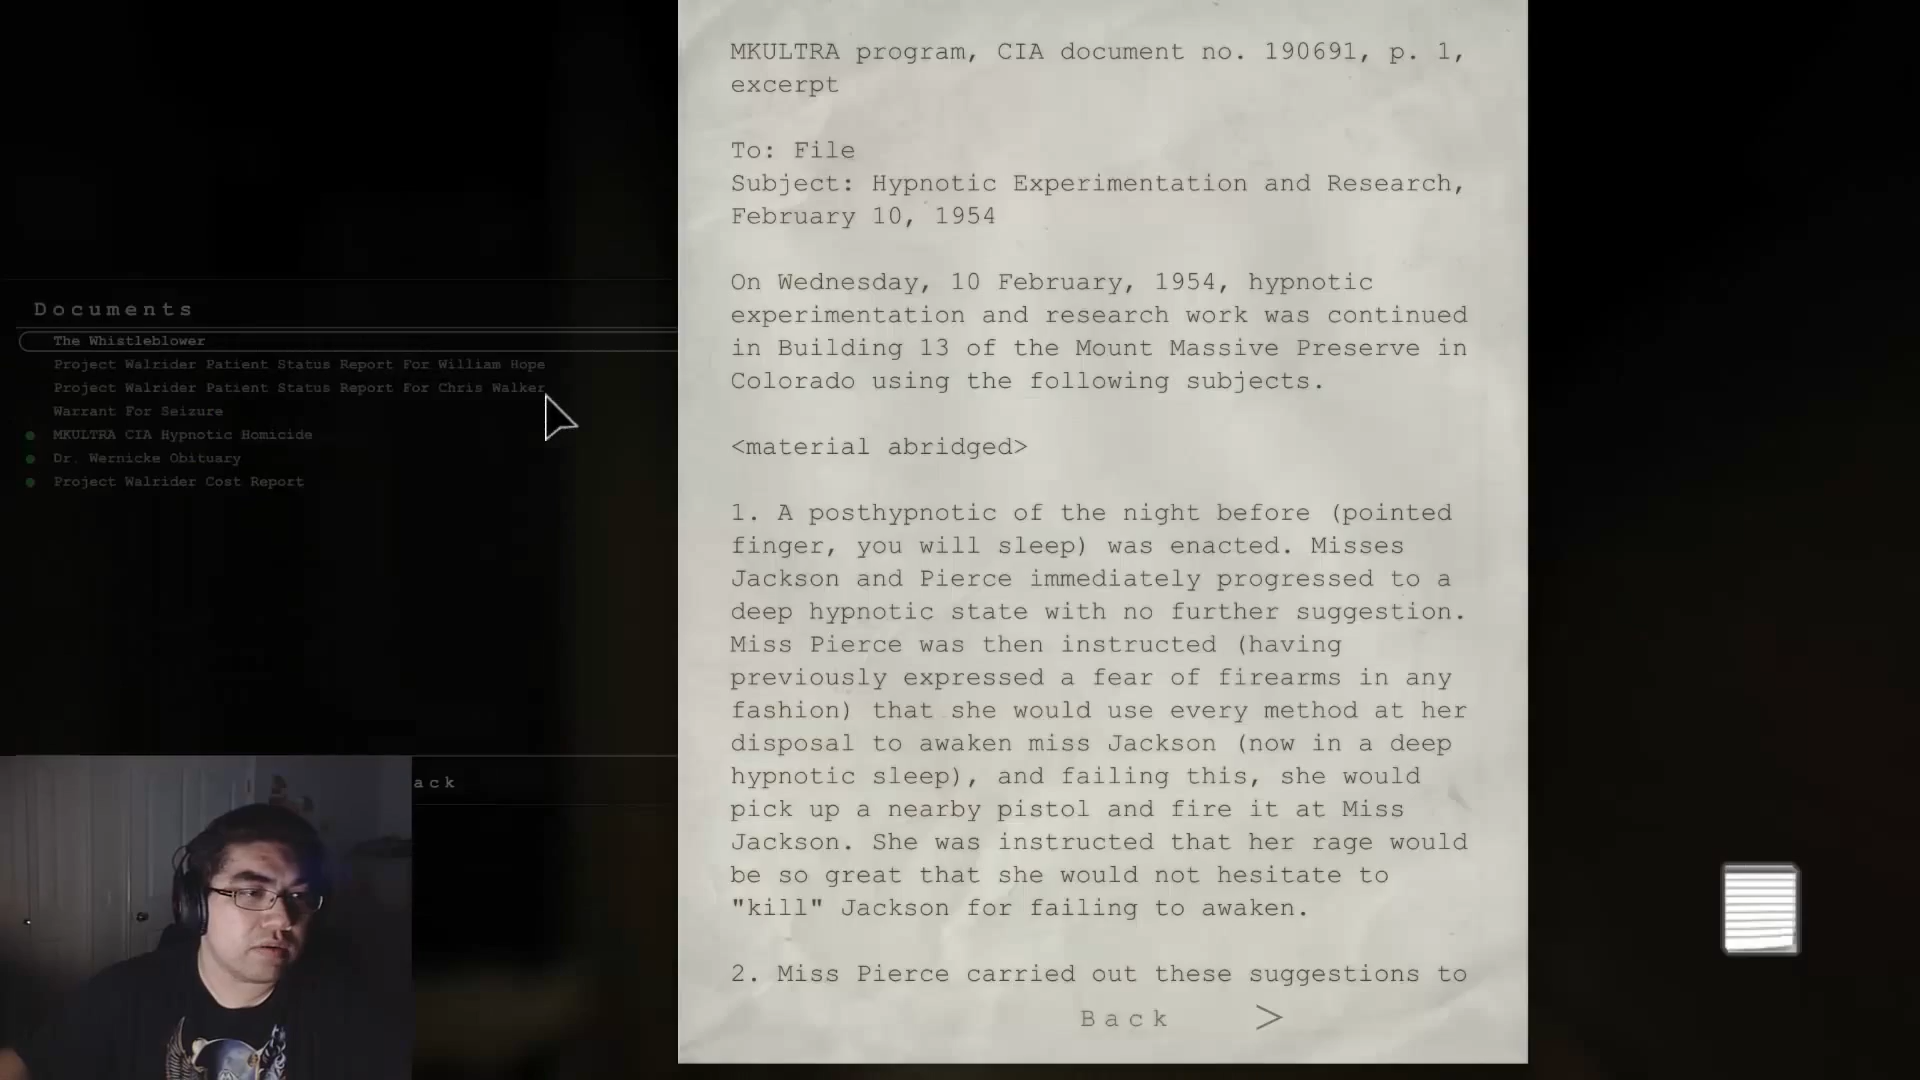 Documents
The Whistleblower
Project Walrider Patient Status Report For William Hope
Project Walrider Patient Status Report For Chris Walker
Warrant For Seizure
MKULTRA CIA Hypnotic Homicide
Dr. Wernicke Obituary
Project Walrider Cost Report
ack
MKULTRA program, CIA document no. 190691, p. 1,
excerpt
To: File
Subject: Hypnotic Experimentation and Research,
February 10, 1954
On Wednesday, 10 February, 1954, hypnotic
experimentation and research work was continued
in Building 13 of the Mount Massive Preserve in
Colorado using the following subjects.
<material abridged>
1. A posthypnotic of the night before (pointed
finger, you will sleep) was enacted. Misses
Jackson and Pierce immediately progressed to a
deep hypnotic state with no further suggestion.
Miss Pierce was then instructed (having
previously expressed a fear of firearms in any
fashion) that she would use every method at her
disposal to awaken miss Jackson (now in a deep
hypnotic sleep), and failing this, she would
pick up a nearby pistol and fire it at Miss
Jackson. She was instructed that her rage would
be so great that she would not hesitate to
"kill" Jackson for failing to awaken.
2. Miss Pierce carried out these suggestions to
Back >